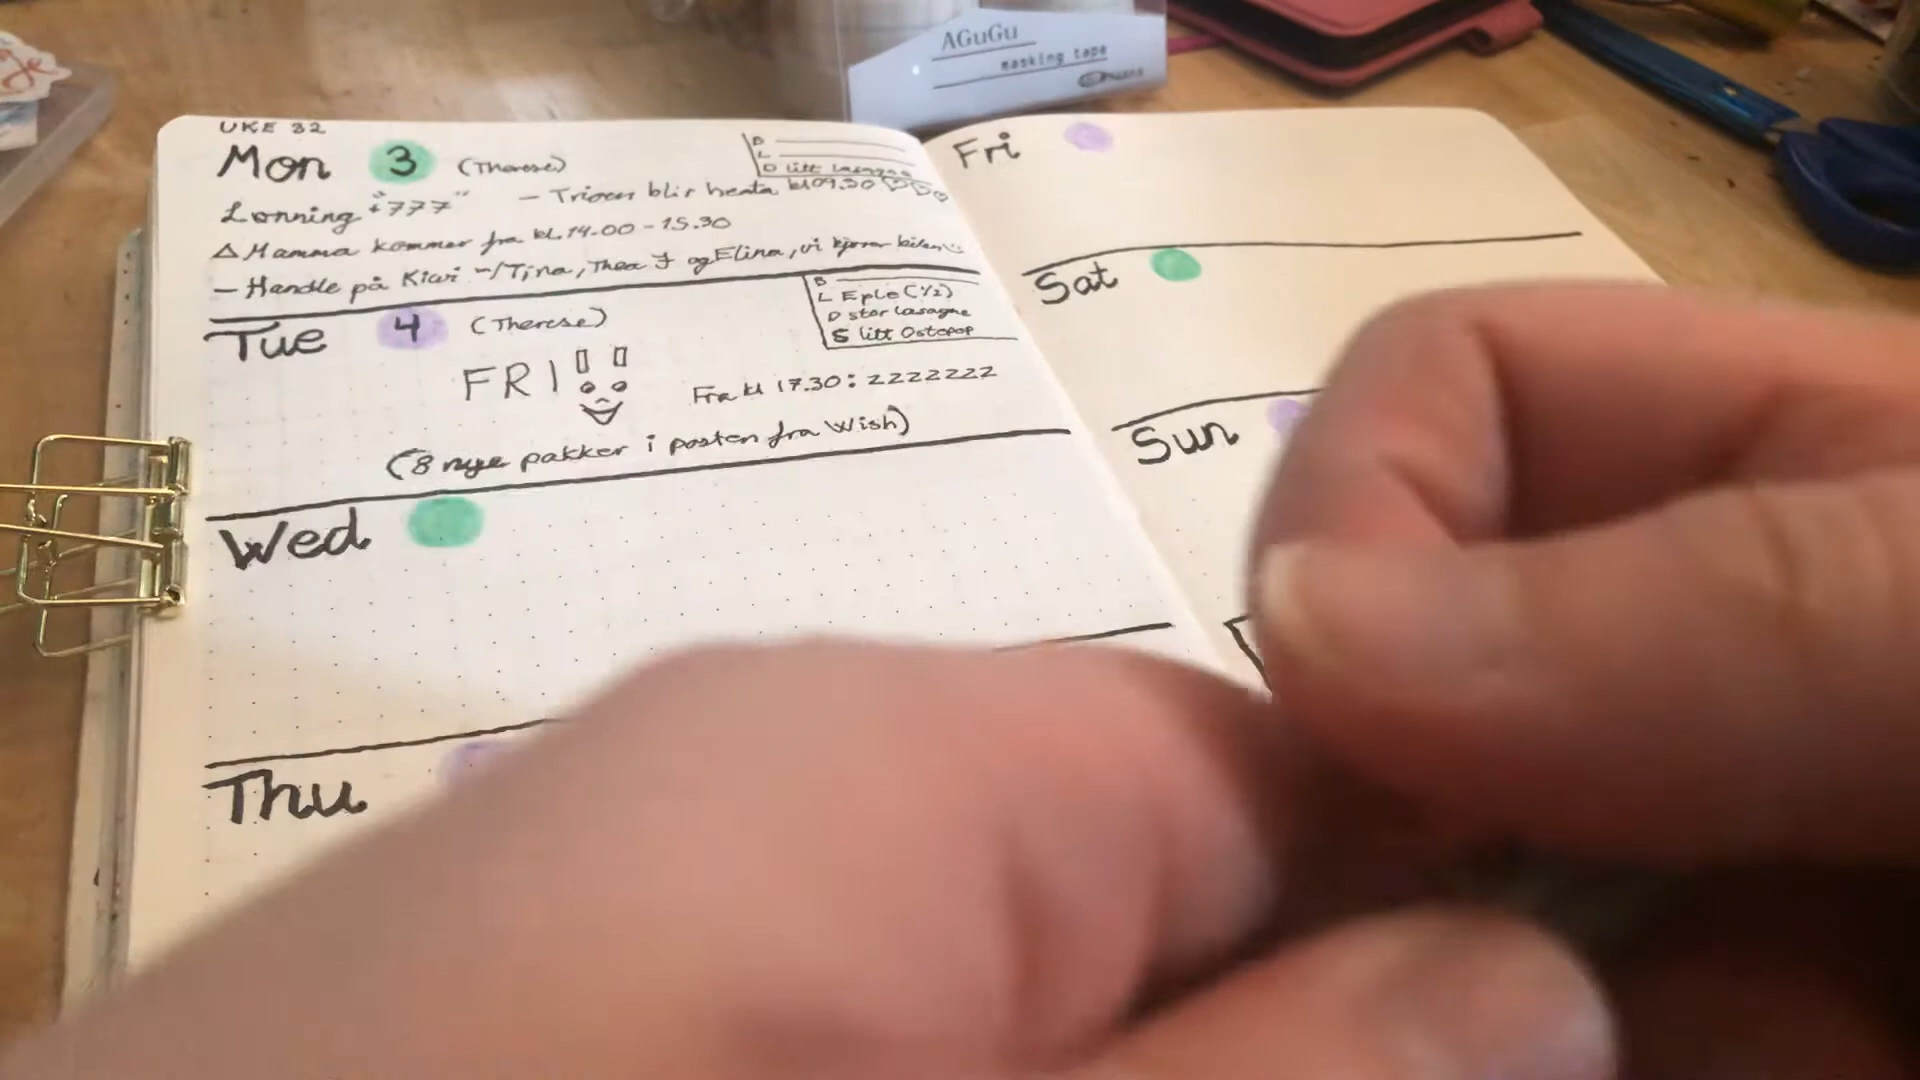 AGuGu
masking tape
UKE 32
Mon 3 (Therese)
B
L
D litt lasagne
Lønning "777" - Trioen blir henta kl 09.30
Δ Mamma kommer fra kl. 14.00 - 15.30
- Handle på Kiwi m/Tina, Thea J og Elina, vi kjører bilen
Tue 4 (Therese)
B
L Eple (1/2)
D stor lasagne
S litt Ostepop
FRI!!
Fra kl 17.30: zzzzzzz
(8 nye pakker i posten fra Wish)
Wed
Thu
Fri
Sat
Sun